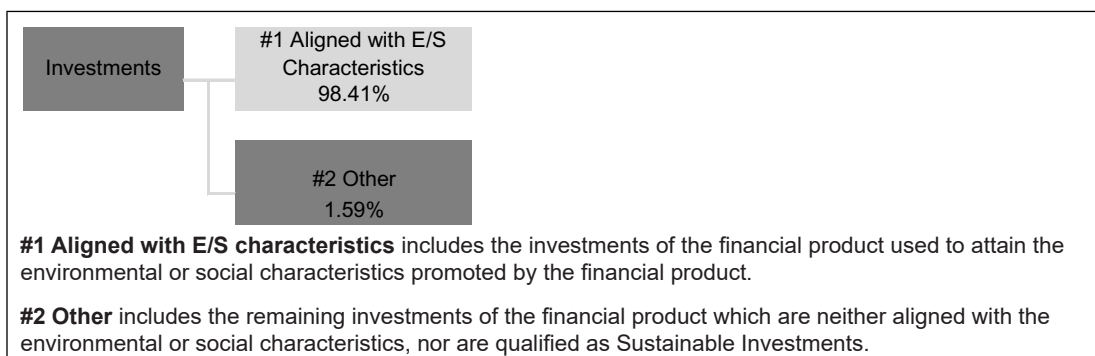 Investments
#1 Aligned with E/S
Characteristics
98.41%
#2 Other
1.59%
#1 Aligned with E/S characteristics includes the investments of the financial product used to attain the
environmental or social characteristics promoted by the financial product.
#2 Other includes the remaining investments of the financial product which are neither aligned with the
environmental or social characteristics, nor are qualified as Sustainable Investments.